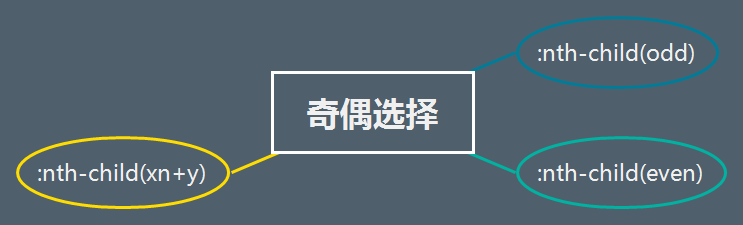 :nth-child(odd)
奇偶选择
:nth-child(xn+y)
:nth-child(even)